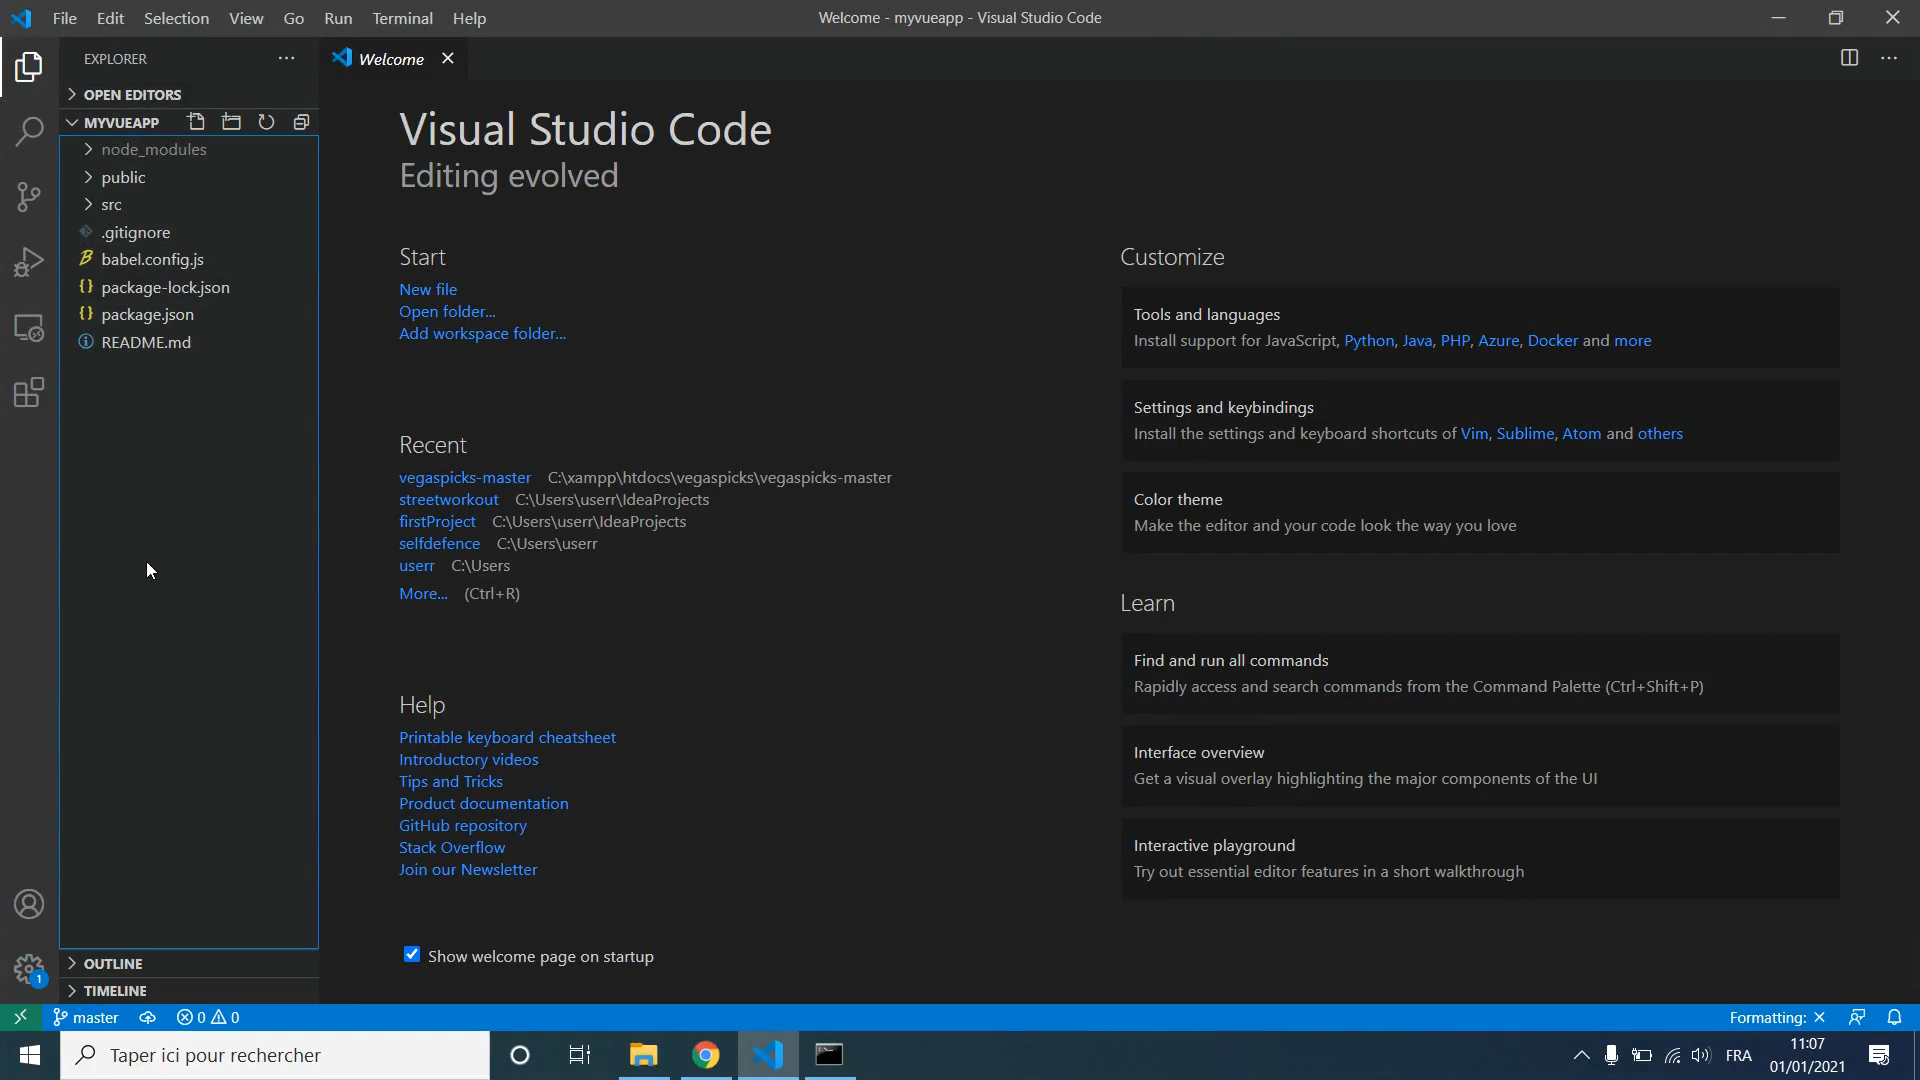 File Edit Selection View Go Run Terminal Help
Welcome - myvueapp - Visual Studio Code
EXPLORER
OPEN EDITORS
MYVUEAPP
node_modules
public
src
.gitignore
babel.config.js
package-lock.json
package.json
README.md
OUTLINE
TIMELINE
Welcome
Visual Studio Code
Editing evolved
Start
New file
Open folder...
Add workspace folder...
Recent
vegaspicks-master C:\xampp\htdocs\vegaspicks\vegaspicks-master
streetworkout C:\Users\userr\IdeaProjects
firstProject C:\Users\userr\IdeaProjects
selfdefence C:\Users\userr
userr C:\Users
More... (Ctrl+R)
Help
Printable keyboard cheatsheet
Introductory videos
Tips and Tricks
Product documentation
GitHub repository
Stack Overflow
Join our Newsletter
Show welcome page on startup
Customize
Tools and languages
Install support for JavaScript, Python, Java, PHP, Azure, Docker and more
Settings and keybindings
Install the settings and keyboard shortcuts of Vim, Sublime, Atom and others
Color theme
Make the editor and your code look the way you love
Learn
Find and run all commands
Rapidly access and search commands from the Command Palette (Ctrl+Shift+P)
Interface overview
Get a visual overlay highlighting the major components of the UI
Interactive playground
Try out essential editor features in a short walkthrough
1
master 0 0
Formatting: ×
Taper ici pour rechercher
FRA
11:07
01/01/2021